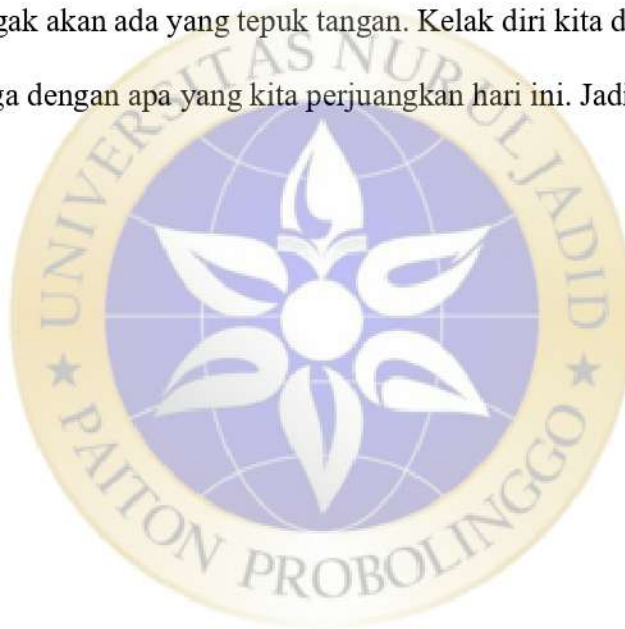 gak akan ada yang tepuk tangan. Kelak diri kita d
ga dengan apa yang kita perjuangkan hari ini. Jadi
UNIVERSITAS NURUL JADID
★ PAITON PROBOLINGGO ★